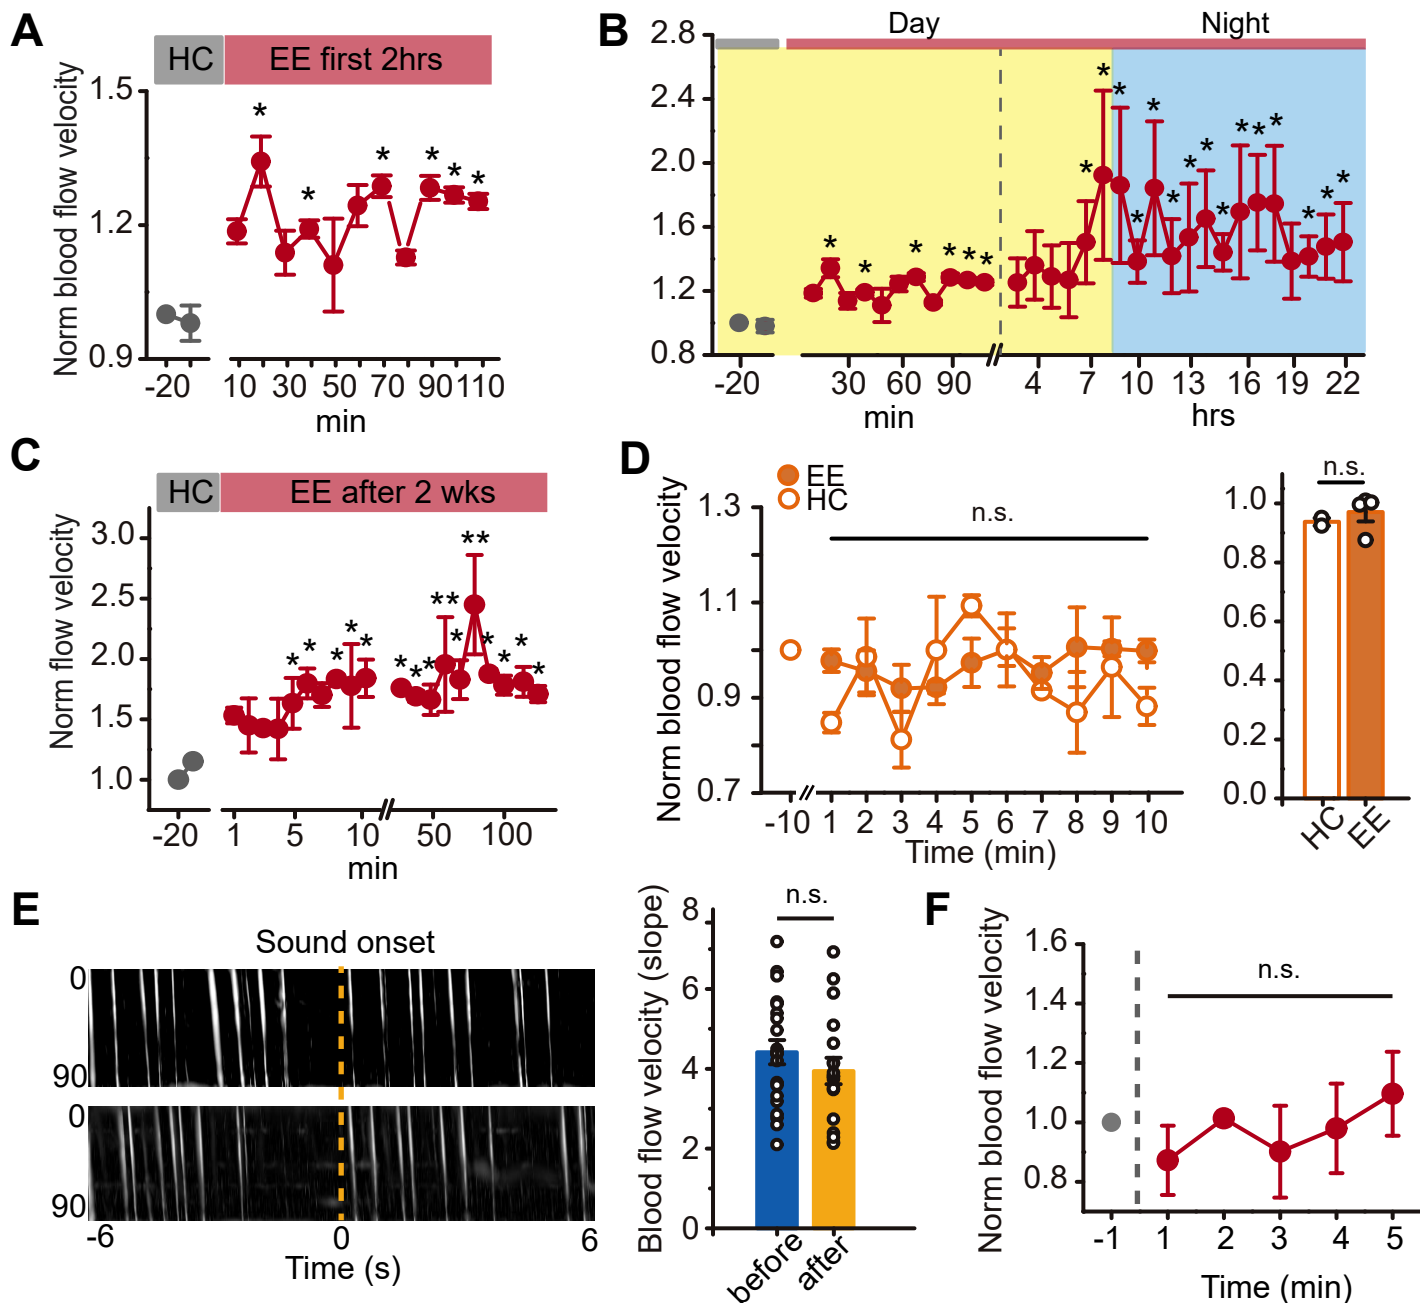 A
HC
EE first 2hrs
Norm blood flow velocity
1.5
1.2
0.9
*
*
*
*
*
*
-20
10
30
50
70
90
110
min
B
Day
Night
2.8
2.4
2.0
1.6
1.2
0.8
* * * * * *
* * * * * * * * * * * * * * *
-20
30
60
90
4
7
10
13
16
19
22
min
hrs
C
HC
EE after 2 wks
Norm flow velocity
3.0
2.5
2.0
1.5
1.0
* * * * *
* * * ** * ** * * * *
-20
1
5
10
50
100
min
D
EE
HC
Norm blood flow velocity
1.3
1.1
0.9
0.7
n.s.
-10
1
2
3
4
5
6
7
8
9
10
Time (min)
n.s.
1.0
0.8
0.6
0.4
0.2
0.0
HC
EE
E
Sound onset
0
90
0
90
-6
0
6
Time (s)
Blood flow velocity (slope)
n.s.
8
6
4
2
0
before
after
F
Norm blood flow velocity
1.6
1.4
1.2
1.0
0.8
n.s.
-1
1
2
3
4
5
Time (min)